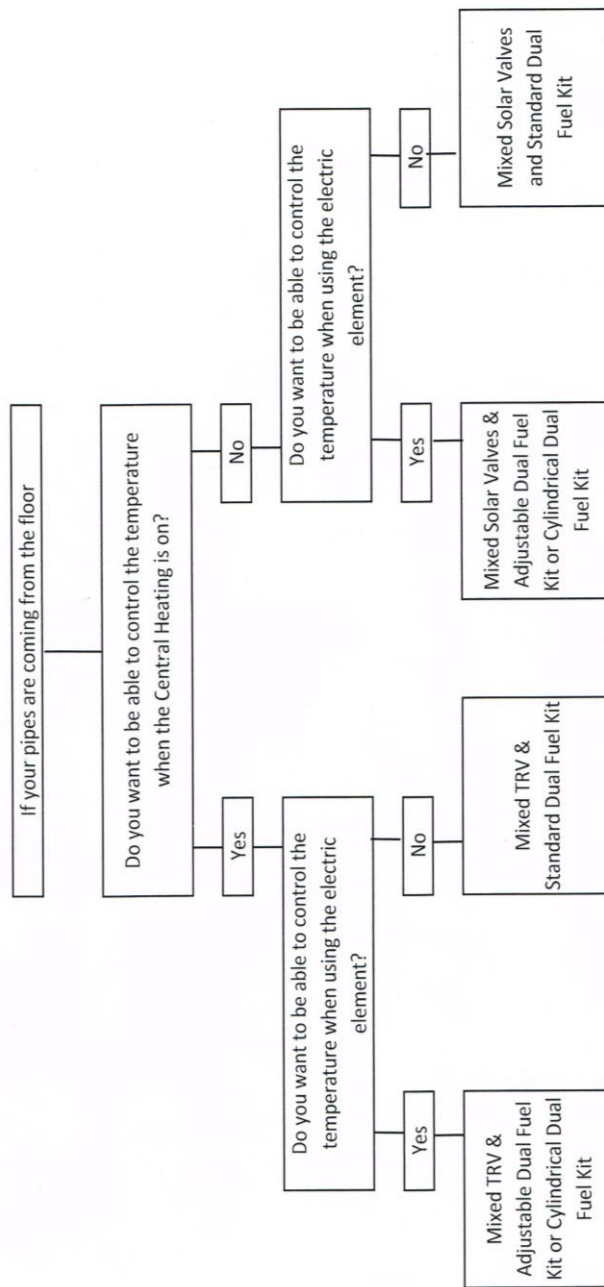 If your pipes are coming from the floor
Do you want to be able to control the temperature
when the Central Heating is on?
Yes
No
Do you want to be able to control the
temperature when using the electric
element?
Do you want to be able to control the
temperature when using the electric
element?
Yes
No
Yes
No
Mixed TRV &
Adjustable Dual Fuel
Kit or Cylindrical Dual
Fuel Kit
Mixed TRV &
Standard Dual Fuel Kit
Mixed Solar Valves &
Adjustable Dual Fuel
Kit or Cylindrical Dual
Fuel Kit
Mixed Solar Valves
and Standard Dual
Fuel Kit